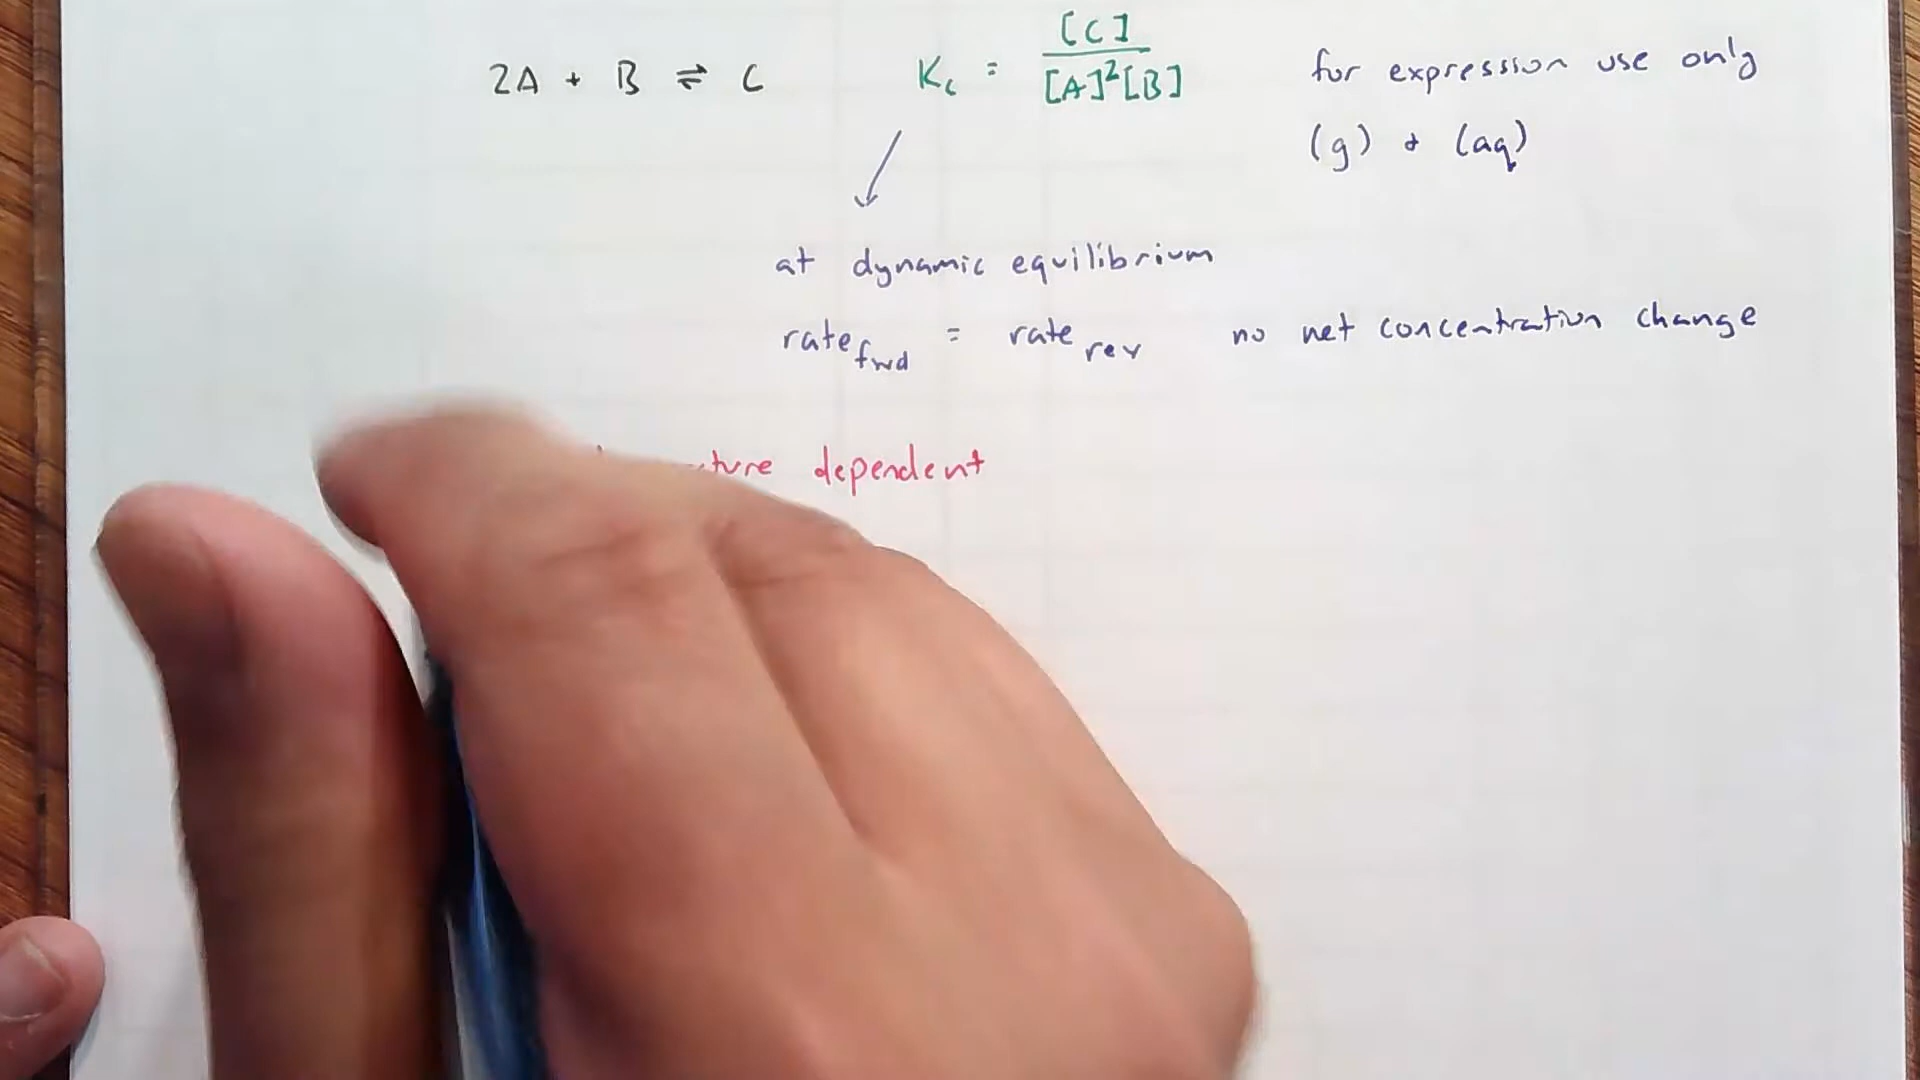 2A + B ⇌ C
Kc = [C] / [A]²[B]
for expression use only
(g) + (aq)
at dynamic equilibrium
rate fwd = rate rev no net concentration change
dependent